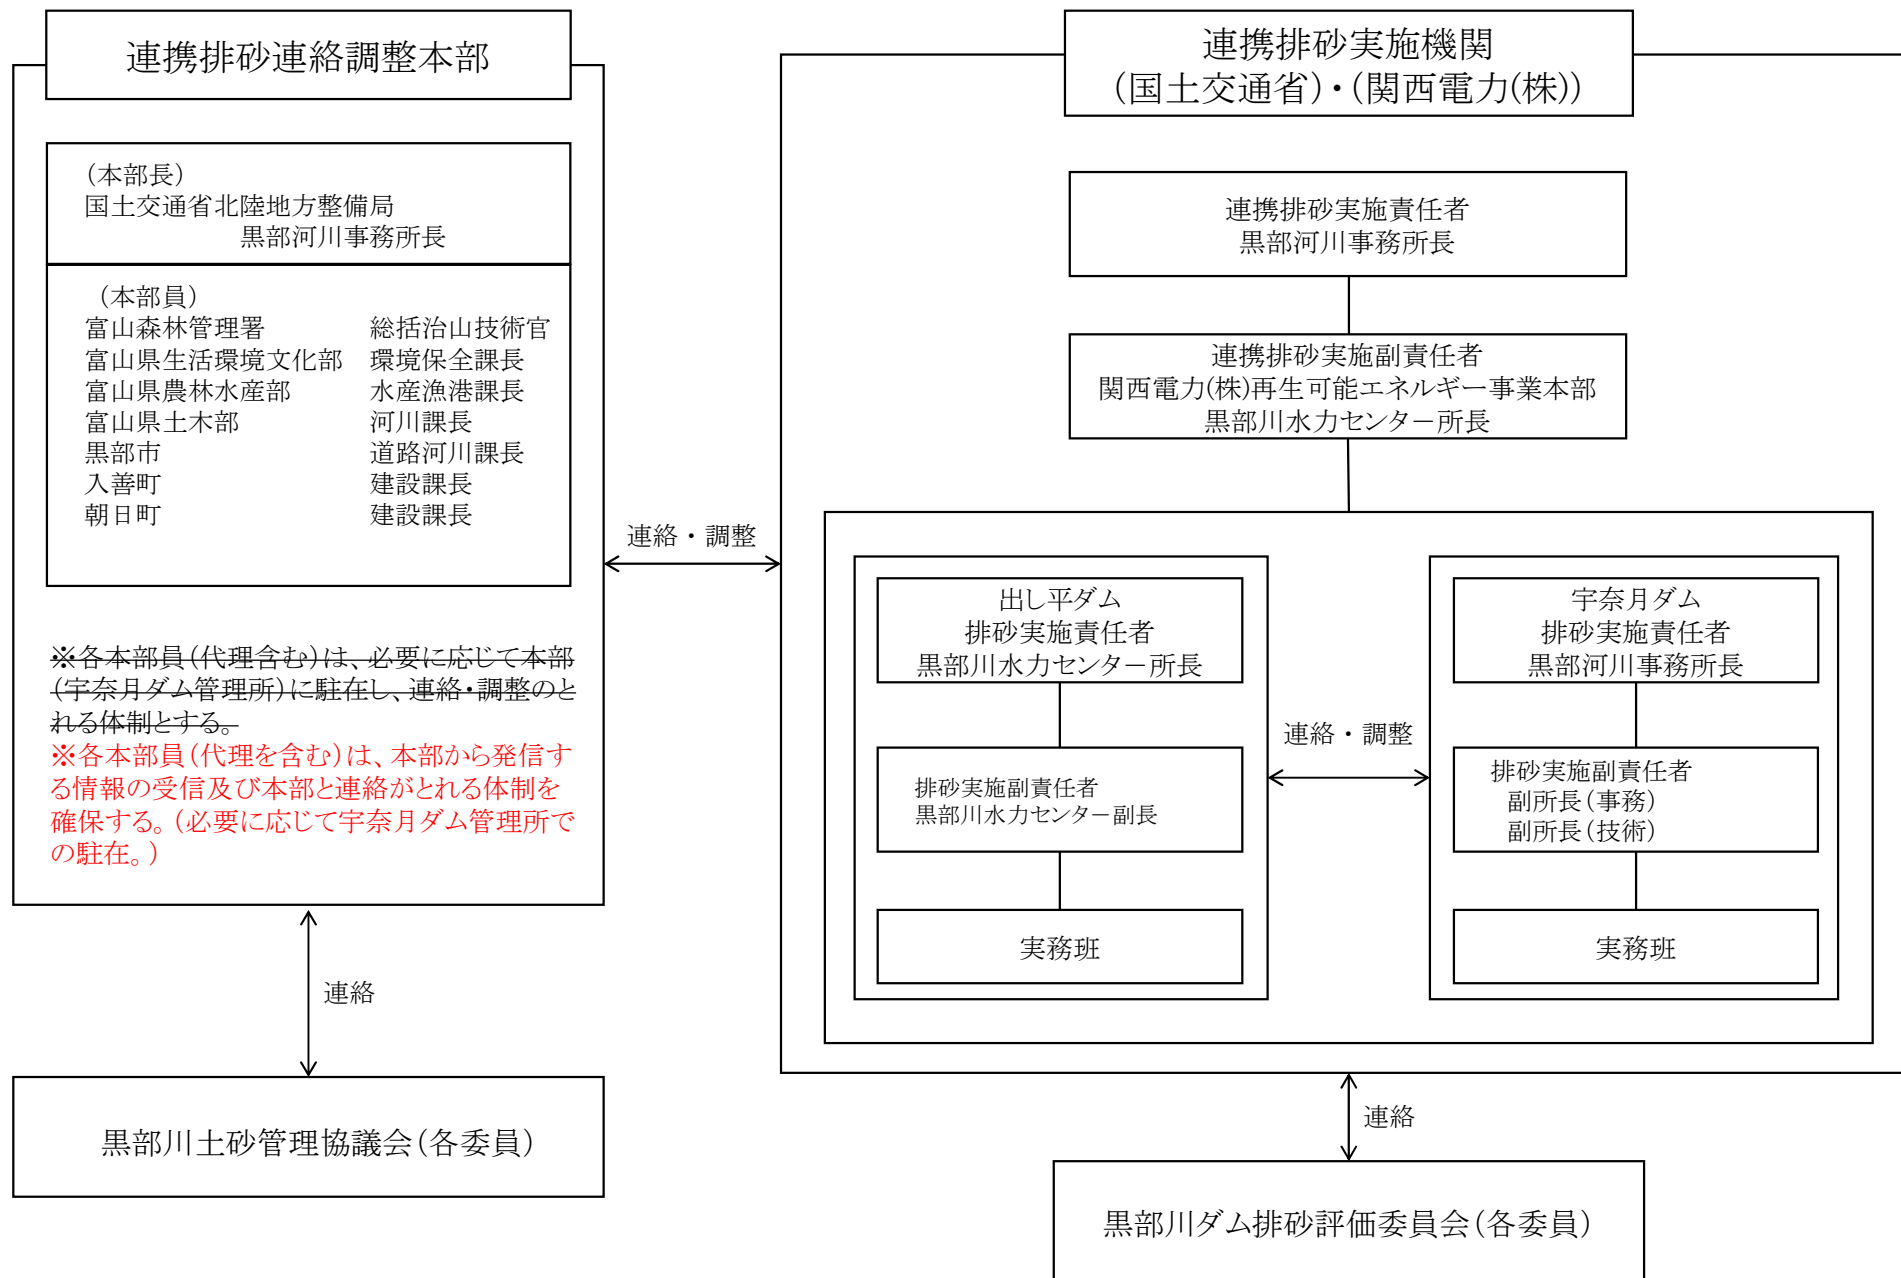 連携排砂連絡調整本部
(本部長)
国土交通省北陸地方整備局
黒部河川事務所長
(本部員)
富山森林管理署 総括治山技術官
富山県生活環境文化部 環境保全課長
富山県農林水産部 水産漁港課長
富山県土木部 河川課長
黒部市 道路河川課長
入善町 建設課長
朝日町 建設課長
※各本部員(代理含む)は、必要に応じて本部
(宇奈月ダム管理所)に駐在し、連絡・調整のと
れる体制とする。
※各本部員(代理を含む)は、本部から発信す
る情報の受信及び本部と連絡がとれる体制を
確保する。(必要に応じて宇奈月ダム管理所で
の駐在。)
連絡
黒部川土砂管理協議会(各委員)
連絡・調整
連携排砂実施機関
(国土交通省)・(関西電力(株))
連携排砂実施責任者
黒部河川事務所長
連携排砂実施副責任者
関西電力(株)再生可能エネルギー事業本部
黒部川水力センター所長
出し平ダム
排砂実施責任者
黒部川水力センター所長
排砂実施副責任者
黒部川水力センター副長
実務班
連絡・調整
宇奈月ダム
排砂実施責任者
黒部河川事務所長
排砂実施副責任者
副所長(事務)
副所長(技術)
実務班
連絡
黒部川ダム排砂評価委員会(各委員)